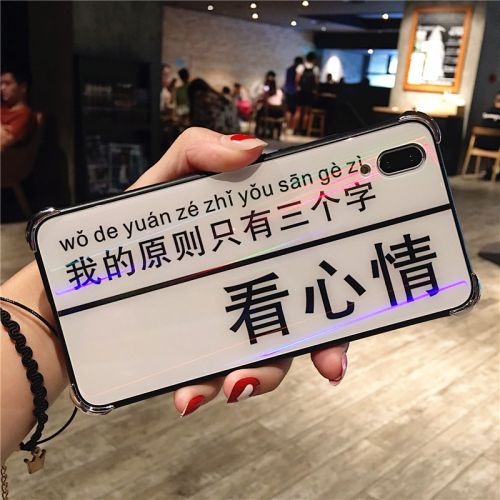 wǒ de yuán zé zhǐ yǒu sān gè zì
我的原则只有三个字
看心情